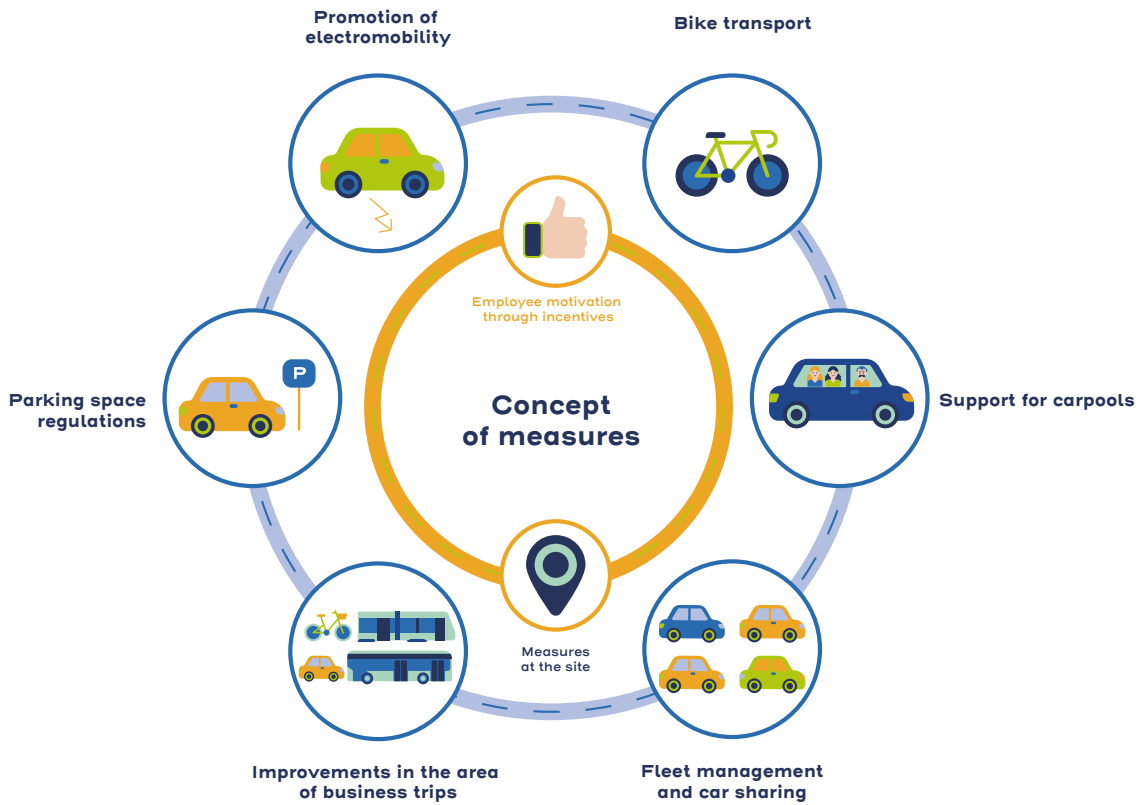 Promotion of
electromobility
Bike transport
Employee motivation
through incentives
P
Parking space
regulations
Concept
of measures
Support for carpools
Measures
at the site
Improvements in the area
of business trips
Fleet management
and car sharing